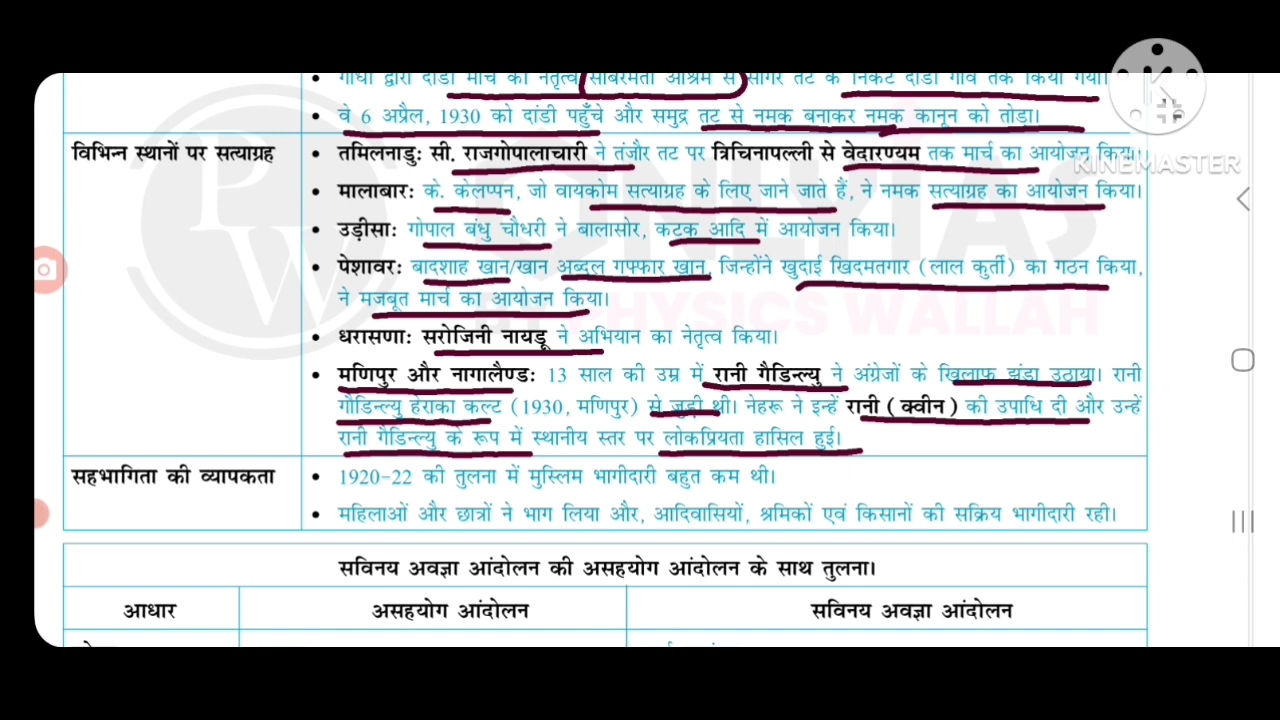 गांधी द्वारा दांडी मार्च का नेतृत्व साबरमती आश्रम से सागर तट के निकट दांडी गांव तक किया गया।
• वे 6 अप्रैल, 1930 को दांडी पहुँचे और समुद्र तट से नमक बनाकर नमक कानून को तोड़ा।
विभिन्न स्थानों पर सत्याग्रह
• तमिलनाडु: सी. राजगोपालाचारी ने तंजौर तट पर त्रिचिनापल्ली से वेदारण्यम तक मार्च का आयोजन किया।
KINEMASTER
• मालाबार: के. केलप्पन, जो वायकोम सत्याग्रह के लिए जाने जाते हैं, ने नमक सत्याग्रह का आयोजन किया।
• उड़ीसा: गोपाल बंधु चौधरी ने बालासोर, कटक आदि में आयोजन किया।
• पेशावर: बादशाह खान/खान अब्दुल गफ्फार खान, जिन्होंने खुदाई खिदमतगार (लाल कुर्ती) का गठन किया,
ने मजबूत मार्च का आयोजन किया।
• धरासणा: सरोजिनी नायडू ने अभियान का नेतृत्व किया।
• मणिपुर और नागालैण्ड: 13 साल की उम्र में रानी गैडिन्ल्यु ने अंग्रेजों के खिलाफ झंडा उठाया। रानी
गौडिन्ल्यु हेराका कल्ट (1930, मणिपुर) से जुड़ी थी। नेहरू ने इन्हें रानी (क्वीन) की उपाधि दी और उन्हें
रानी गैडिन्ल्यु के रूप में स्थानीय स्तर पर लोकप्रियता हासिल हुई।
सहभागिता की व्यापकता
• 1920-22 की तुलना में मुस्लिम भागीदारी बहुत कम थी।
• महिलाओं और छात्रों ने भाग लिया और, आदिवासियों, श्रमिकों एवं किसानों की सक्रिय भागीदारी रही।
सविनय अवज्ञा आंदोलन की असहयोग आंदोलन के साथ तुलना।
आधार
असहयोग आंदोलन
सविनय अवज्ञा आंदोलन
ONLYIAS
PHYSICS WALLAH